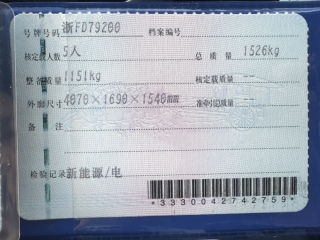 号牌号码 浙FD79200 档案编号
核定载人数 5人 总质量 1526kg
整备质量 1151kg 核定载质量 --
外廓尺寸 4070×1690×1540mm 准牵引总质量 --
备注
检验记录 新能源/电
*3330042742759*